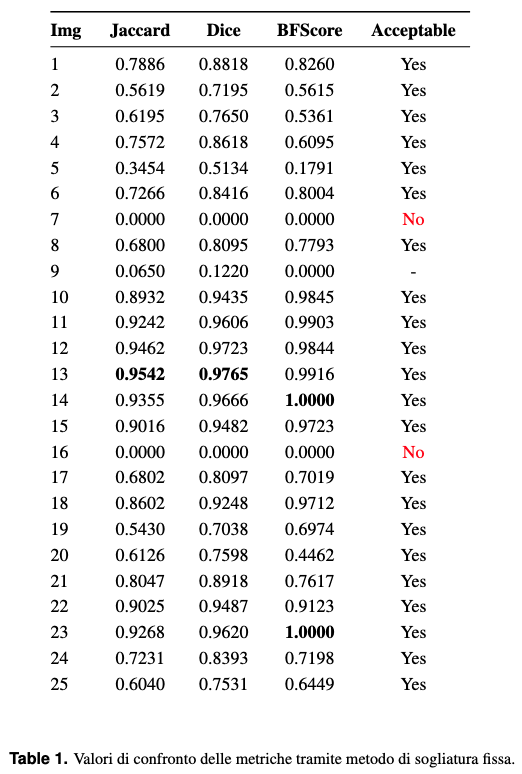 Img Jaccard Dice BFScore Acceptable
1 0.7886 0.8818 0.8260 Yes
2 0.5619 0.7195 0.5615 Yes
3 0.6195 0.7650 0.5361 Yes
4 0.7572 0.8618 0.6095 Yes
5 0.3454 0.5134 0.1791 Yes
6 0.7266 0.8416 0.8004 Yes
7 0.0000 0.0000 0.0000 No
8 0.6800 0.8095 0.7793 Yes
9 0.0650 0.1220 0.0000 -
10 0.8932 0.9435 0.9845 Yes
11 0.9242 0.9606 0.9903 Yes
12 0.9462 0.9723 0.9844 Yes
13 0.9542 0.9765 0.9916 Yes
14 0.9355 0.9666 1.0000 Yes
15 0.9016 0.9482 0.9723 Yes
16 0.0000 0.0000 0.0000 No
17 0.6802 0.8097 0.7019 Yes
18 0.8602 0.9248 0.9712 Yes
19 0.5430 0.7038 0.6974 Yes
20 0.6126 0.7598 0.4462 Yes
21 0.8047 0.8918 0.7617 Yes
22 0.9025 0.9487 0.9123 Yes
23 0.9268 0.9620 1.0000 Yes
24 0.7231 0.8393 0.7198 Yes
25 0.6040 0.7531 0.6449 Yes
Table 1. Valori di confronto delle metriche tramite metodo di sogliatura fissa.